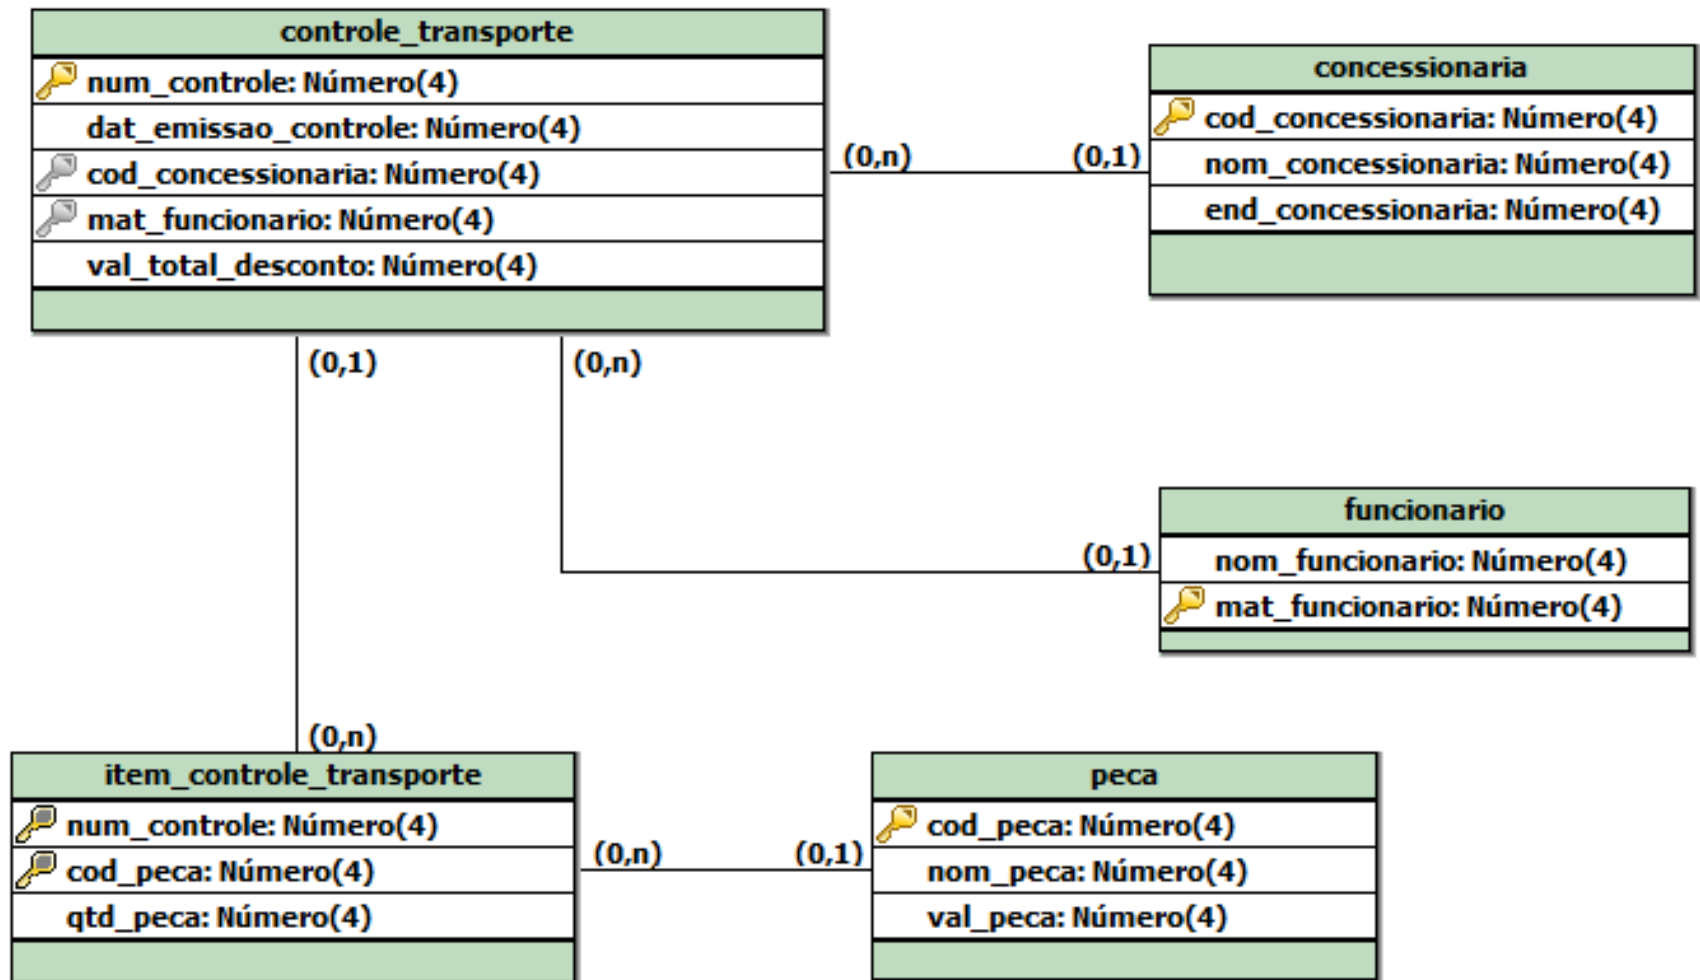 controle_transporte
num_controle: Número(4)
dat_emissao_controle: Número(4)
cod_concessionaria: Número(4)
mat_funcionario: Número(4)
val_total_desconto: Número(4)
(0,n)
(0,1)
concessionaria
cod_concessionaria: Número(4)
nom_concessionaria: Número(4)
end_concessionaria: Número(4)
(0,1)
(0,n)
(0,1)
funcionario
nom_funcionario: Número(4)
mat_funcionario: Número(4)
(0,n)
item_controle_transporte
num_controle: Número(4)
cod_peca: Número(4)
qtd_peca: Número(4)
(0,n)
(0,1)
peca
cod_peca: Número(4)
nom_peca: Número(4)
val_peca: Número(4)